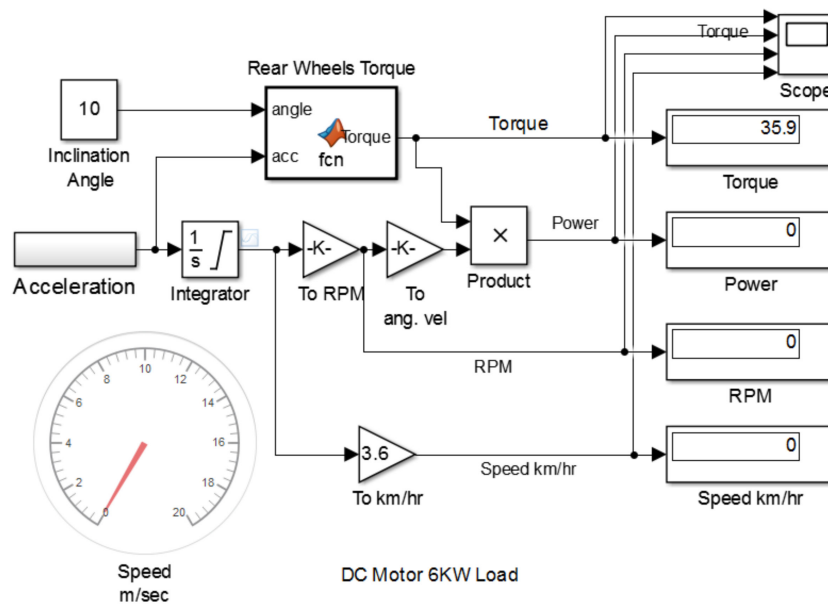 Torque
Scope
Rear Wheels Torque
10
angle
acc
Torque
fcn
Torque
35.9
Torque
Inclination
Angle
Acceleration
1
s
Integrator
-K-
To RPM
-K-
To
ang. vel
×
Product
Power
0
Power
RPM
0
RPM
3.6
To km/hr
Speed km/hr
0
Speed km/hr
0
2
4
6
8
10
12
14
16
18
20
Speed
m/sec
DC Motor 6KW Load